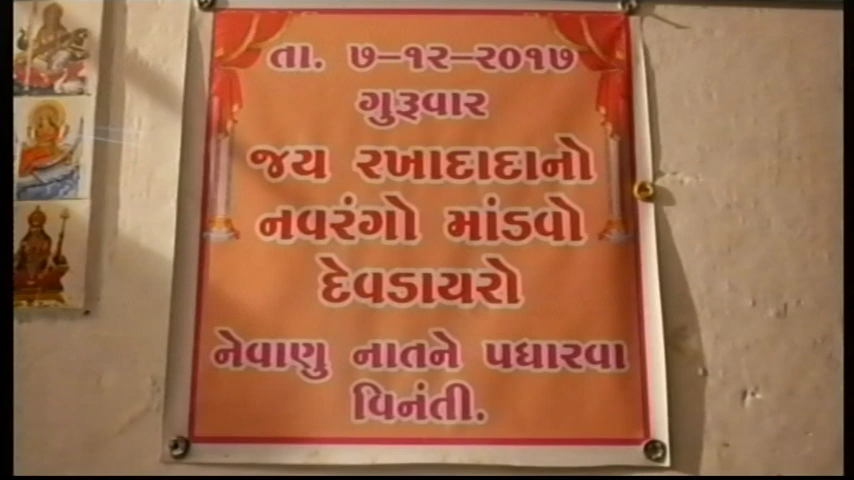 તા. ૭-૧૨-૨૦૧૭
ગુરૂવાર
જય રખાદાદાનો
નવરંગો માંડવો
દેવડાયરો
નેવાણુ નાતને પધારવા
વિનંતી.